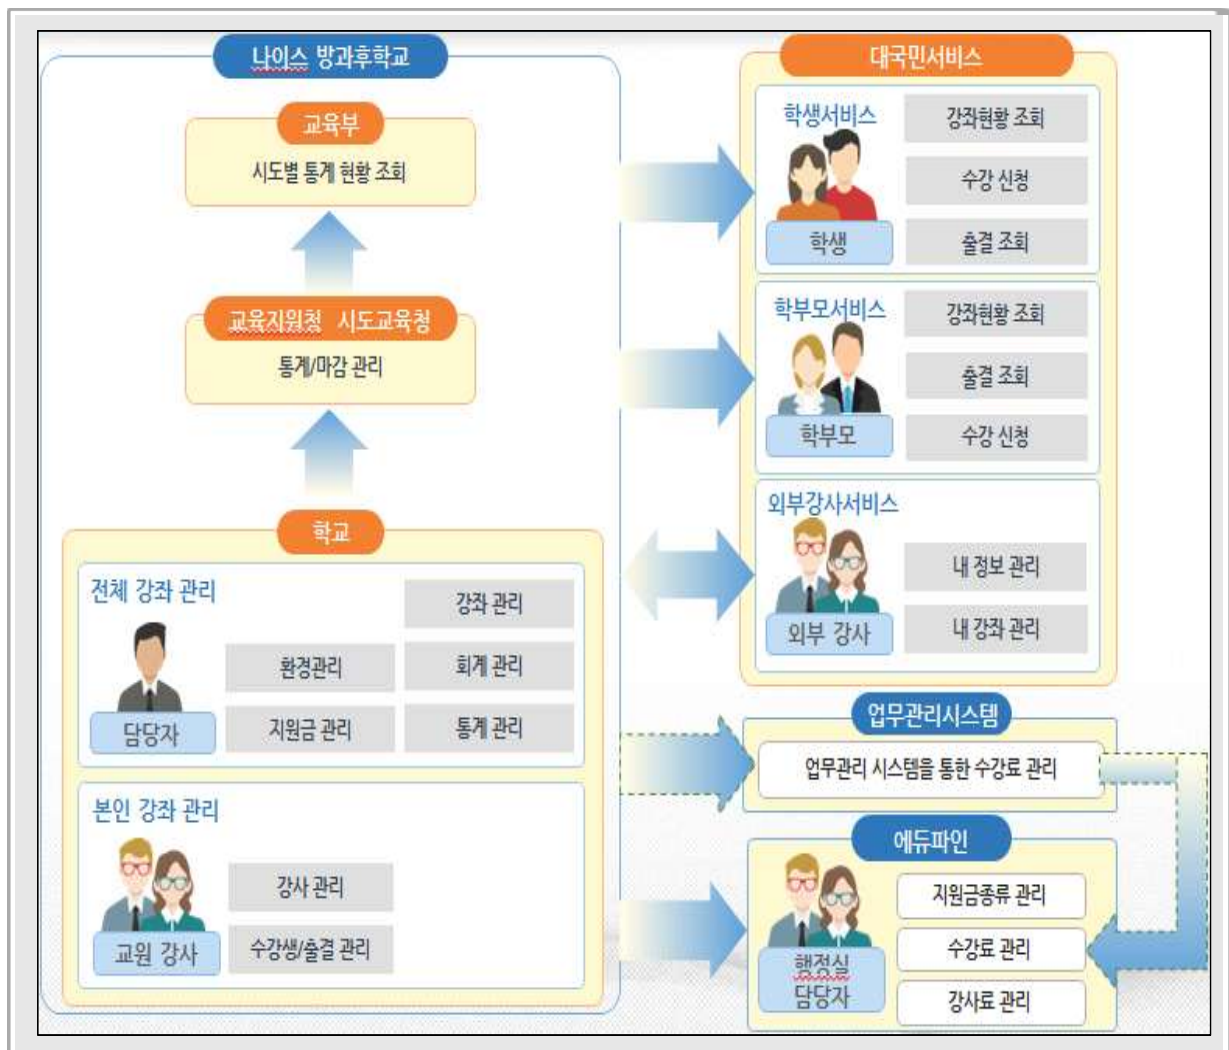 나이스 방과후학교
교육부
시도별 통계 현황 조회
교육지원청 시도교육청
통계/마감 관리
학교
전체 강좌 관리
담당자
강좌 관리
환경관리
회계 관리
지원금 관리
통계 관리
본인 강좌 관리
교원 강사
강사 관리
수강생/출결 관리
대국민서비스
학생서비스
학생
강좌현황 조회
수강 신청
출결 조회
학부모서비스
학부모
강좌현황 조회
출결 조회
수강 신청
외부강사서비스
외부 강사
내 정보 관리
내 강좌 관리
업무관리시스템
업무관리 시스템을 통한 수강료 관리
에듀파인
행정실
담당자
지원금종류 관리
수강료 관리
강사료 관리